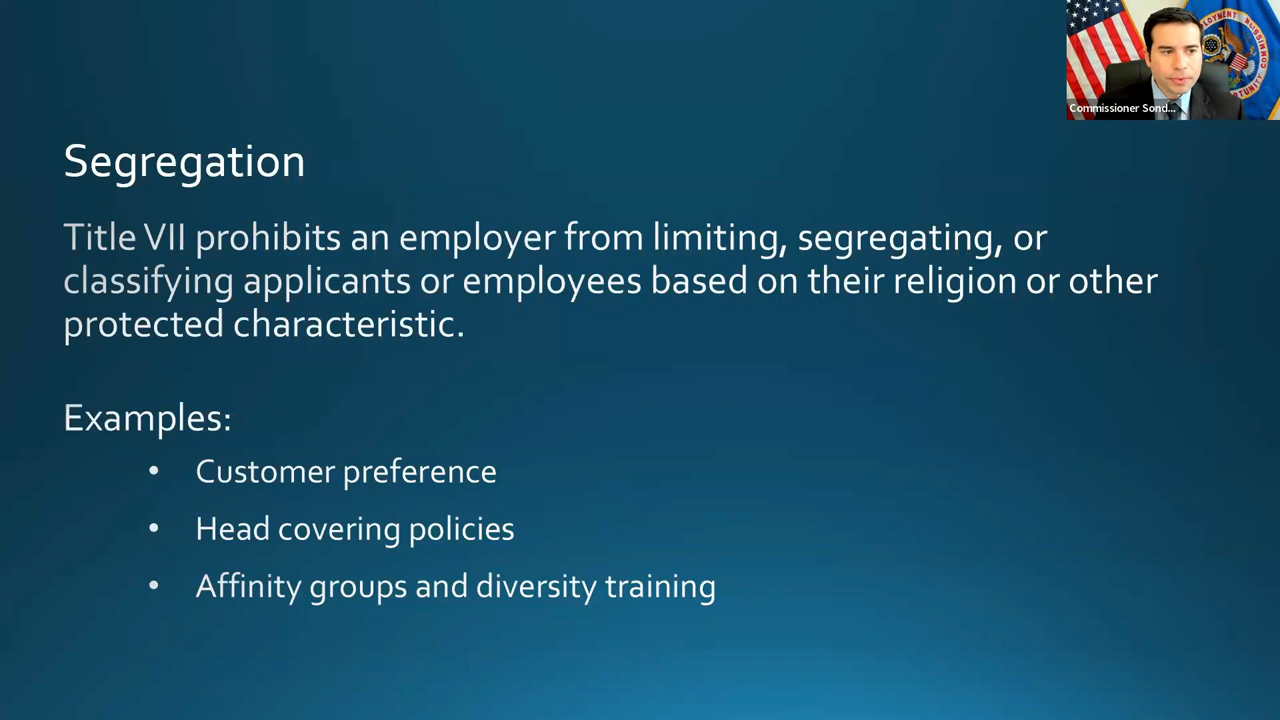 Commissioner Sond...
Segregation
Title VII prohibits an employer from limiting, segregating, or
classifying applicants or employees based on their religion or other
protected characteristic.
Examples:
• Customer preference
• Head covering policies
• Affinity groups and diversity training